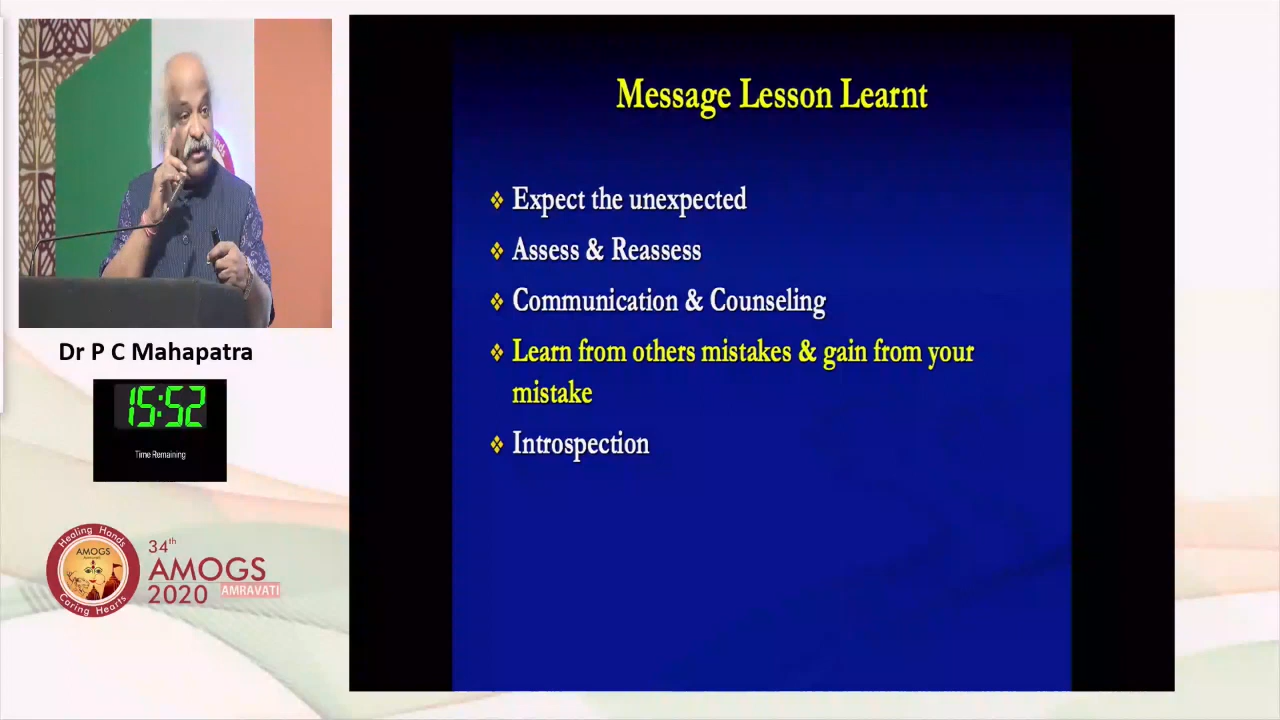 Message Lesson Learnt
Expect the unexpected
Assess & Reassess
Communication & Counseling
Learn from others mistakes & gain from your
mistake
Introspection
Dr P C Mahapatra
15:52
Time Remaining
Healing Hands
AMOGS
Caring Hearts
34th
AMOGS
2020 AMRAVATI